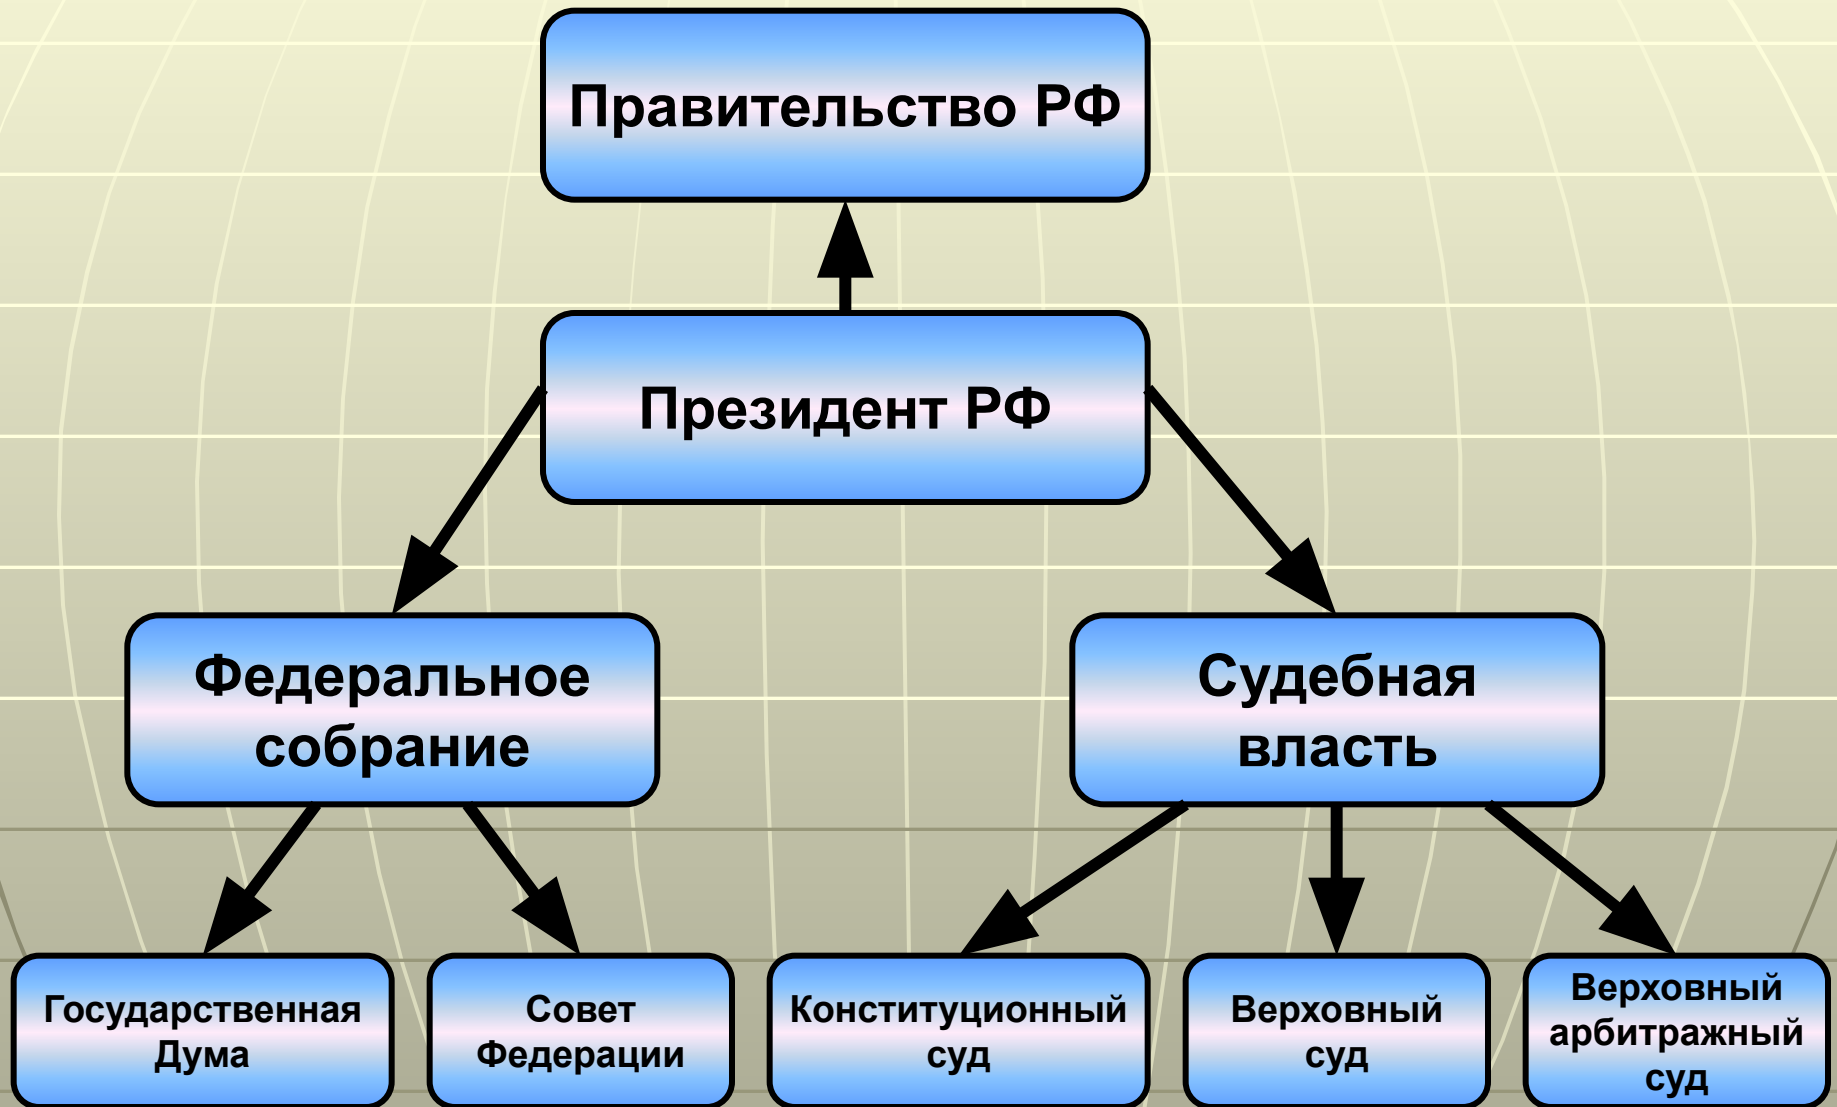 Правительство РФ
Президент РФ
Федеральное
собрание
Судебная
власть
Государственная
Дума
Совет
Федерации
Конституционный
суд
Верховный
суд
Верховный
арбитражный
суд